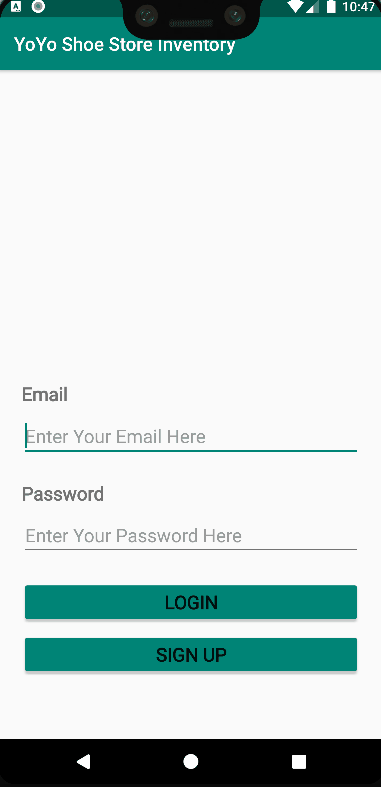 10:47
YoYo Shoe Store Inventory
Email
Enter Your Email Here
Password
Enter Your Password Here
LOGIN
SIGN UP